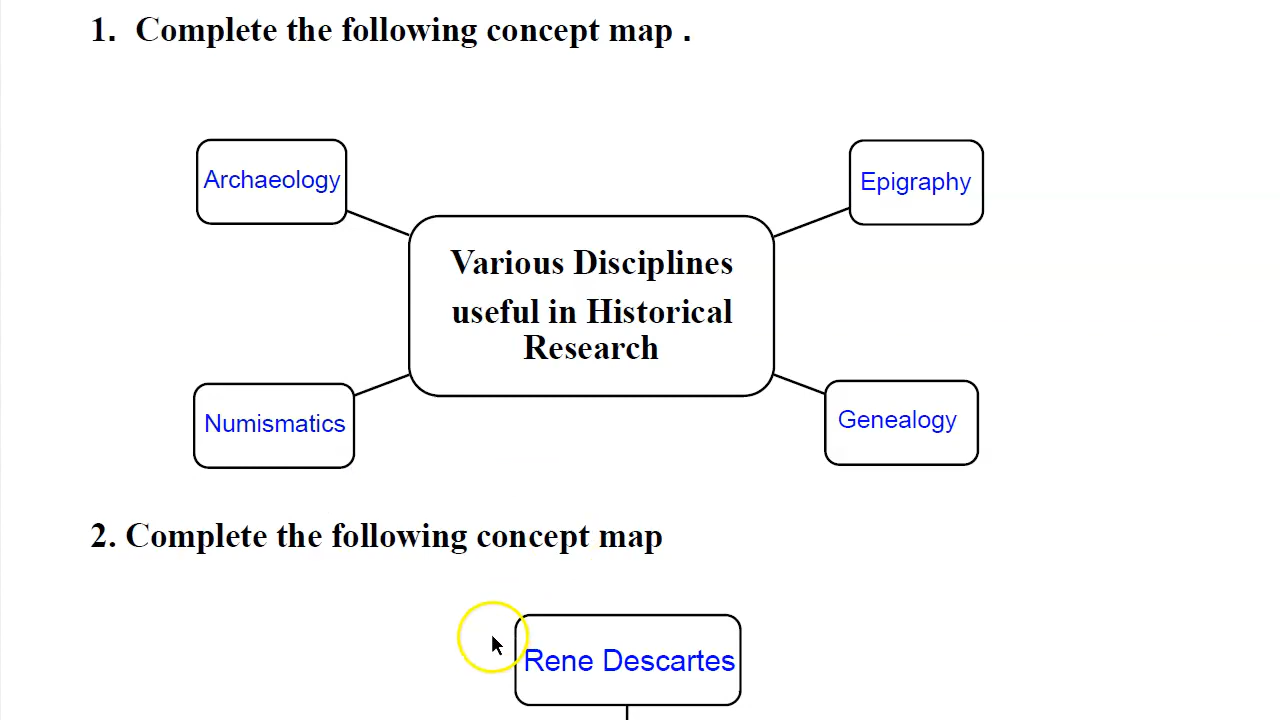 1. Complete the following concept map .
Archaeology
Epigraphy
Various Disciplines
useful in Historical
Research
Numismatics
Genealogy
2. Complete the following concept map
Rene Descartes